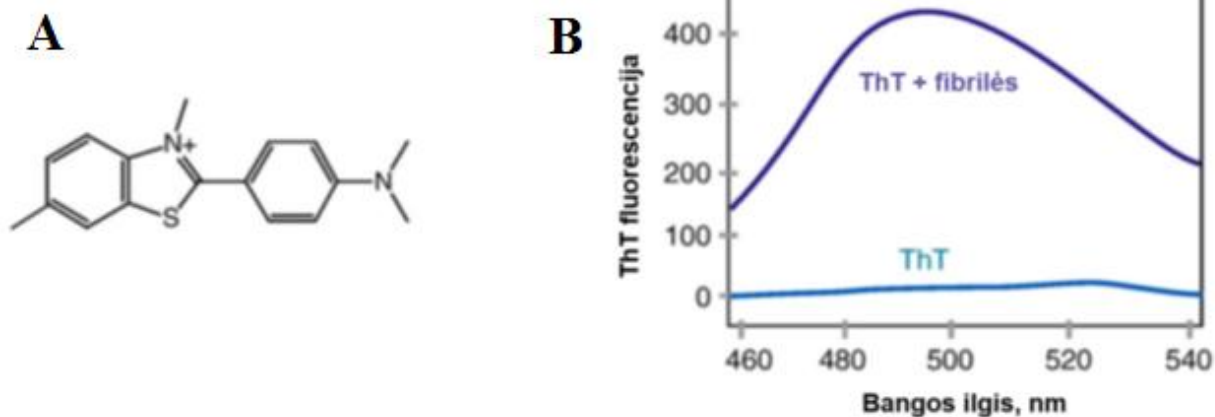 A
N+
S
N
B
ThT fluorescencija
400
300
200
100
0
ThT + fibrilės
ThT
460 480 500 520 540
Bangos ilgis, nm